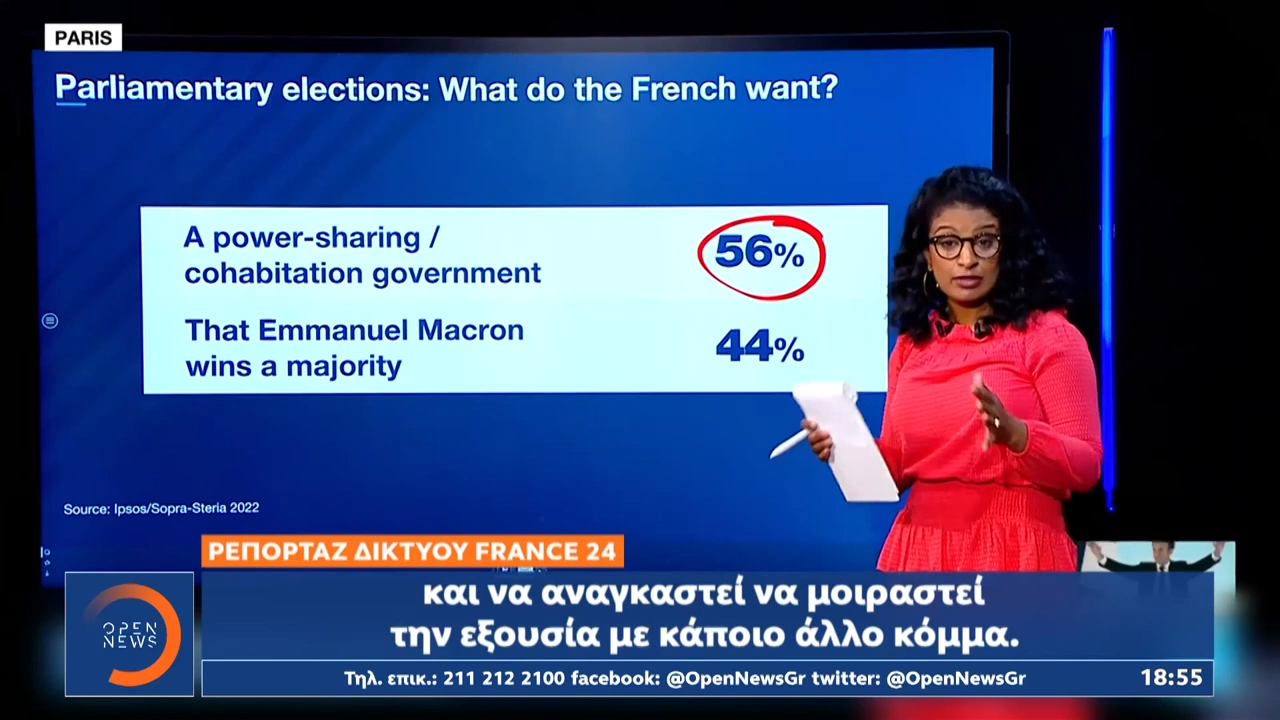 PARIS
Parliamentary elections: What do the French want?
A power-sharing /
cohabitation government
56%
That Emmanuel Macron
wins a majority
44%
Source: Ipsos/Sopra-Steria 2022
ΡΕΠΟΡΤΑΖ ΔΙΚΤΥΟΥ FRANCE 24
και να αναγκαστεί να μοιραστεί
την εξουσία με κάποιο άλλο κόμμα.
OPEN
NEWS
Τηλ. επικ.: 211 212 2100 facebook: @OpenNewsGr twitter: @OpenNewsGr
18:55